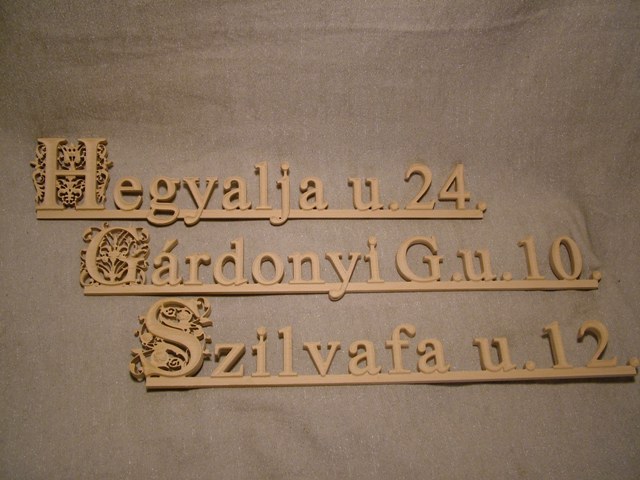 Hegyalja u.24.
Gárdonyi G.u.10.
Szilvafa u.12.